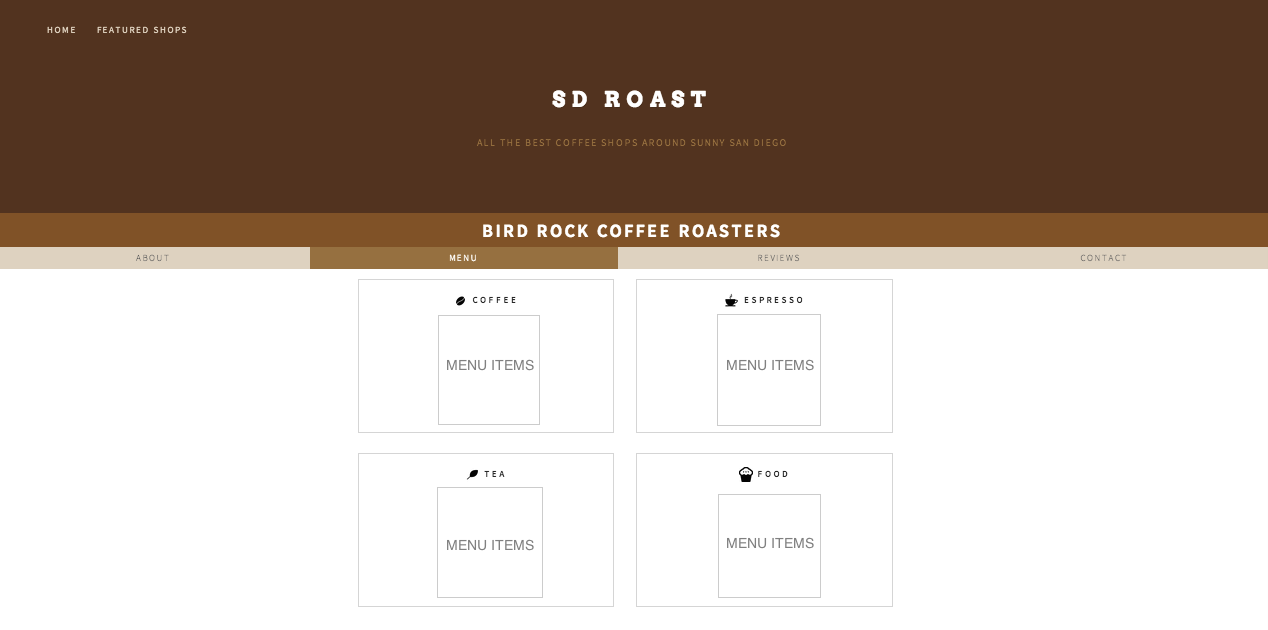 HOME FEATURED SHOPS
SD ROAST
ALL THE BEST COFFEE SHOPS AROUND SUNNY SAN DIEGO
BIRD ROCK COFFEE ROASTERS
ABOUT MENU REVIEWS CONTACT
COFFEE
MENU ITEMS
ESPRESSO
MENU ITEMS
TEA
MENU ITEMS
FOOD
MENU ITEMS